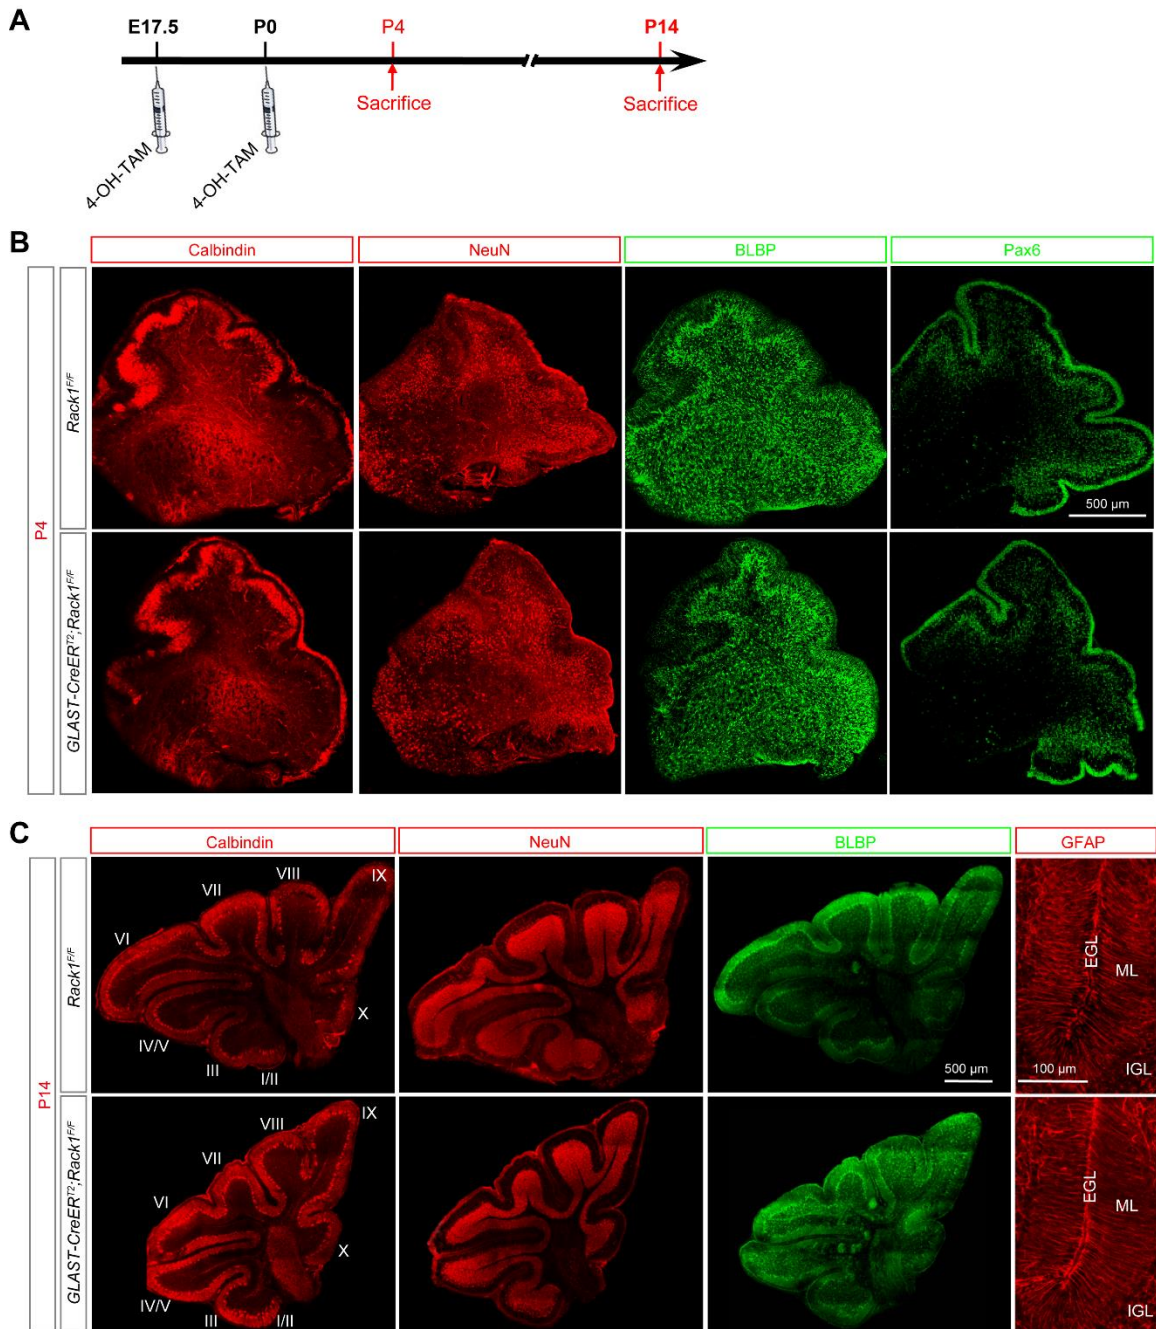 A
E17.5 P0 P4 P14
Sacrifice Sacrifice
4-OH-TAM 4-OH-TAM
B
Calbindin NeuN BLBP Pax6
P4
Rack1F/F
500 µm
GLAST-CreERT2;Rack1F/F
C
Calbindin NeuN BLBP GFAP
P14
Rack1F/F
IX
VIII
VII
VI
X
IV/V
III
I/II
500 µm
EGL
ML
100 µm
IGL
GLAST-CreERT2;Rack1F/F
IX
VIII
VII
VI
X
IV/V
III
I/II
EGL
ML
IGL